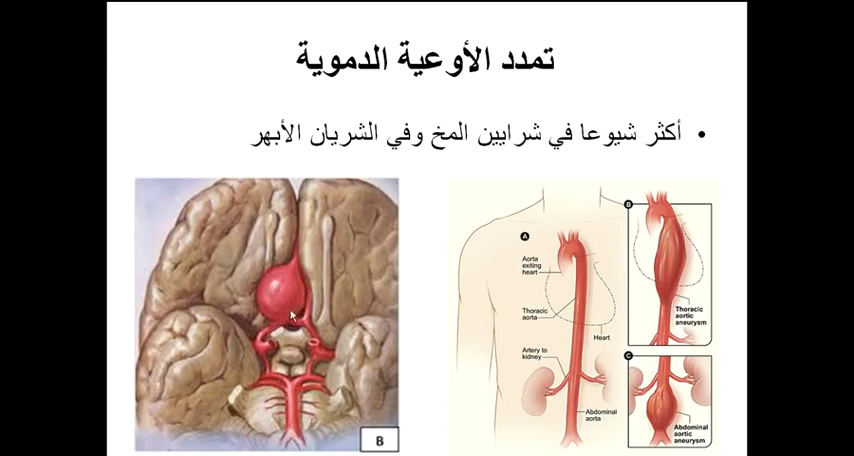 تمدد الأوعية الدموية
• أكثر شيوعا في شرايين المخ وفي الشريان الأبهر
B
A
Aorta
exiting
heart
Thoracic
aorta
Heart
Artery to
kidney
Abdominal
aorta
B
Thoracic
aortic
aneurysm
C
Abdominal
aortic
aneurysm